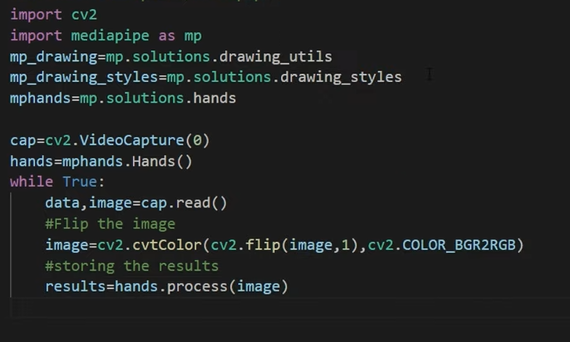 import cv2
import mediapipe as mp
mp_drawing=mp.solutions.drawing_utils
mp_drawing_styles=mp.solutions.drawing_styles
mphands=mp.solutions.hands

cap=cv2.VideoCapture(0)
hands=mphands.Hands()
while True:
    data,image=cap.read()
    #Flip the image
    image=cv2.cvtColor(cv2.flip(image,1),cv2.COLOR_BGR2RGB)
    #storing the results
    results=hands.process(image)